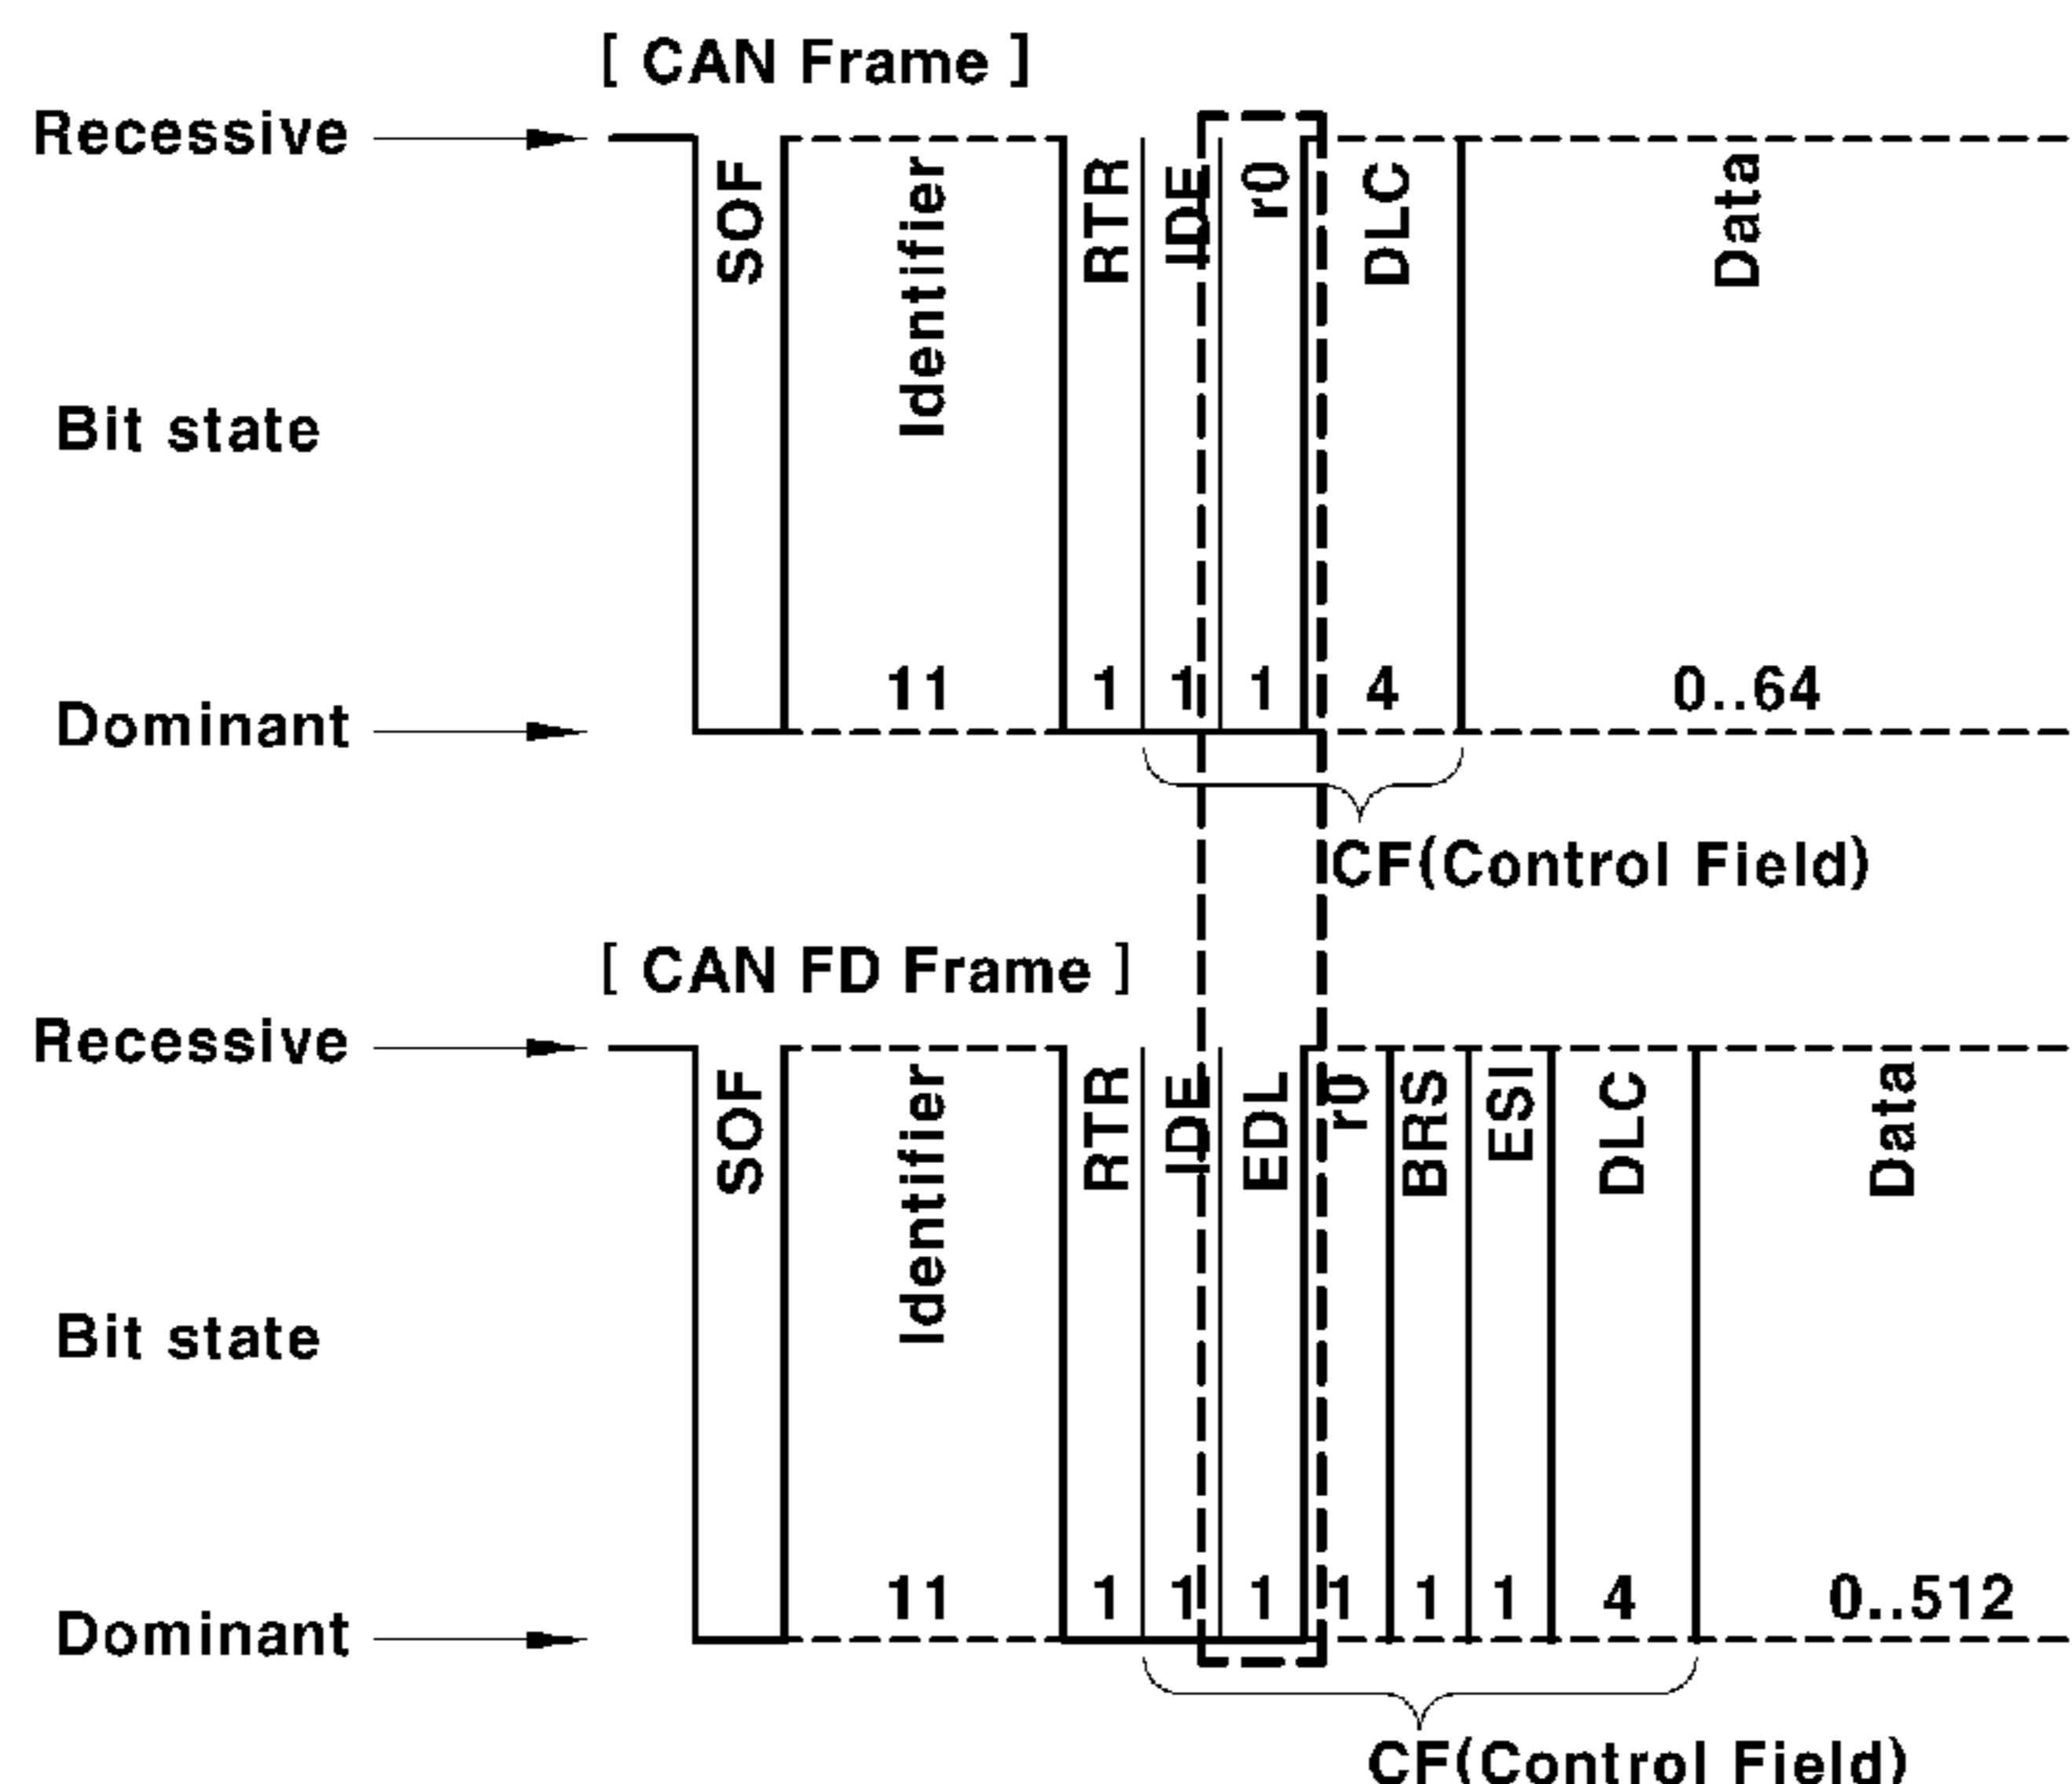 [ CAN Frame ]
Recessive
SOF
Identifier
RTR
IDE
r0
DLC
Data
Bit state
11
1
1
1
4
0..64
Dominant
CF(Control Field)
[ CAN FD Frame ]
Recessive
SOF
Identifier
RTR
IDE
EDL
r0
BRS
ESI
DLC
Data
Bit state
11
1
1
1
1
1
1
4
0..512
Dominant
CF(Control Field)